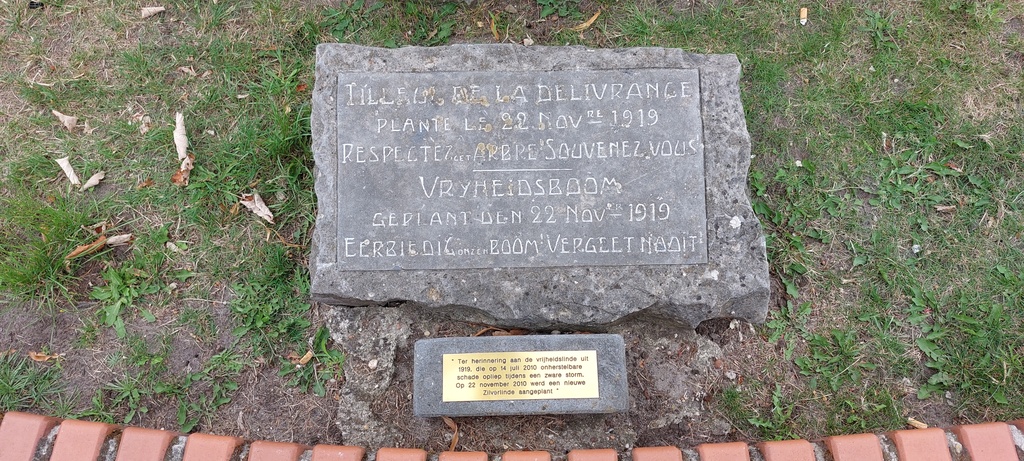 TILLEUL DE LA DELIVRANCE
PLANTE LE 22 NOVRE 1919
RESPECTEZ CET ARBRE! SOUVENEZ-VOUS!
VRYHEIDSBOOM
GEPLANT DEN 22 NOVER 1919
EERBIEDIG ONZEN BOOM! VERGEET NOOIT!
" Ter herinnering aan de vrijheidslinde uit
1919, die op 14 juli 2010 onherstelbare
schade opliep tijdens een zware storm.
Op 22 november 2010 werd een nieuwe
Zilverlinde aangeplant "